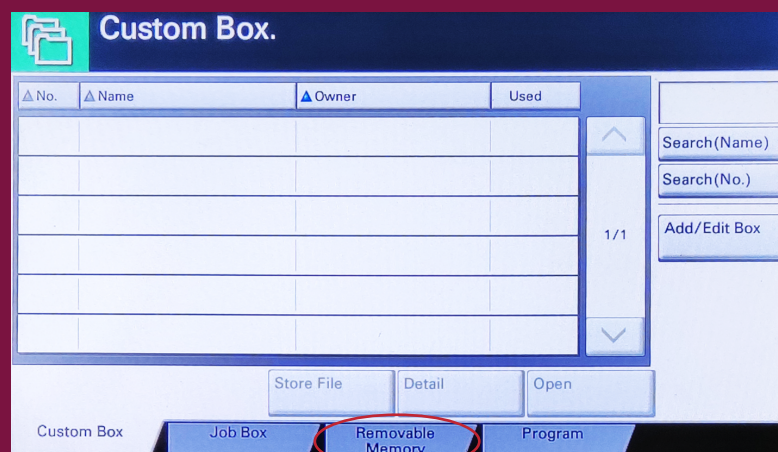 Custom Box.
No. Name Owner Used
Search(Name)
Search(No.)
1/1
Add/Edit Box
Store File Detail Open
Custom Box Job Box Removable Memory Program